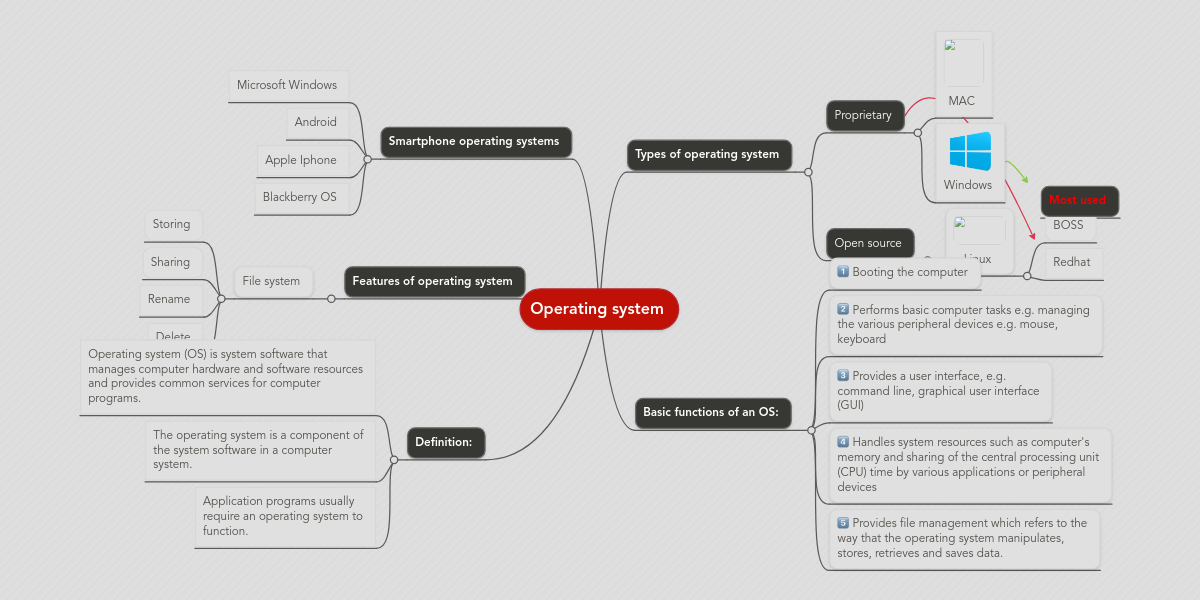 Operating system
Smartphone operating systems
Microsoft Windows
Android
Apple Iphone
Blackberry OS
Features of operating system
File system
Storing
Sharing
Rename
Delete
Definition:
Operating system (OS) is system software that
manages computer hardware and software resources
and provides common services for computer
programs.
The operating system is a component of
the system software in a computer
system.
Application programs usually
require an operating system to
function.
Types of operating system
Proprietary
MAC
Windows
Most used
Open source
Linux
BOSS
Redhat
Basic functions of an OS:
1 Booting the computer
2 Performs basic computer tasks e.g. managing
the various peripheral devices e.g. mouse,
keyboard
3 Provides a user interface, e.g.
command line, graphical user interface
(GUI)
4 Handles system resources such as computer's
memory and sharing of the central processing unit
(CPU) time by various applications or peripheral
devices
5 Provides file management which refers to the
way that the operating system manipulates,
stores, retrieves and saves data.